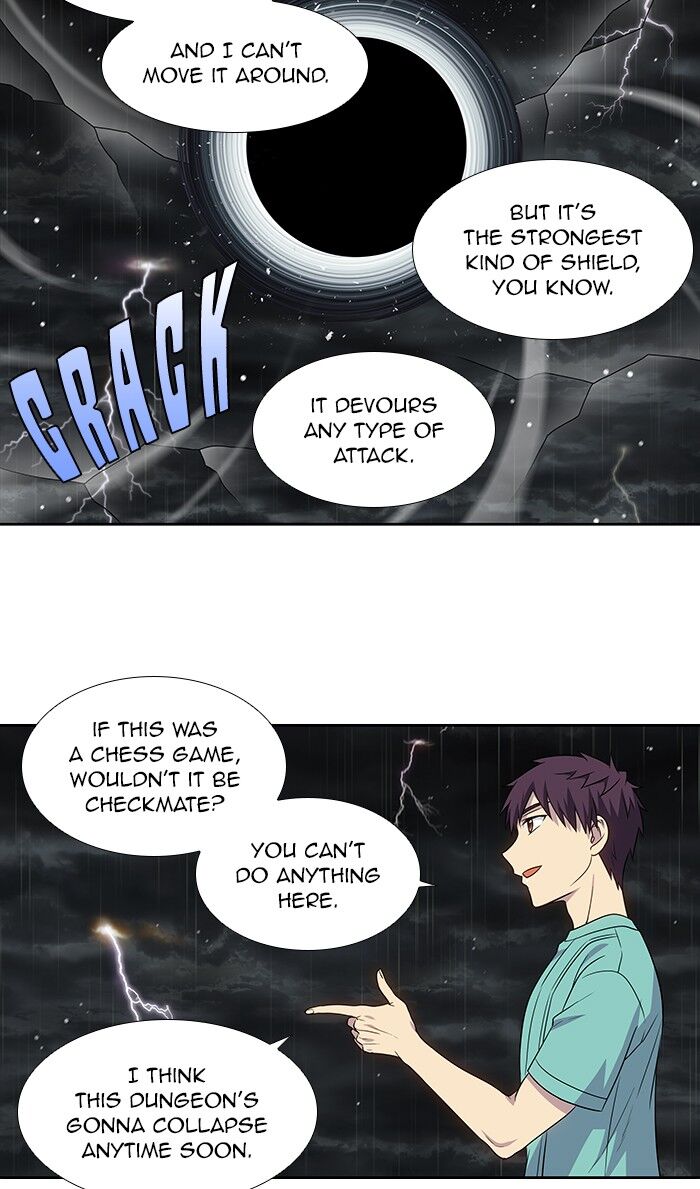 AND I CAN'T
MOVE IT AROUND.
BUT IT'S
THE STRONGEST
KIND OF SHIELD,
YOU KNOW.
CRACK
IT DEVOURS
ANY TYPE OF
ATTACK.
IF THIS WAS
A CHESS GAME,
WOULDN'T IT BE
CHECKMATE?
YOU CAN'T
DO ANYTHING
HERE.
I THINK
THIS DUNGEON'S
GONNA COLLAPSE
ANYTIME SOON.